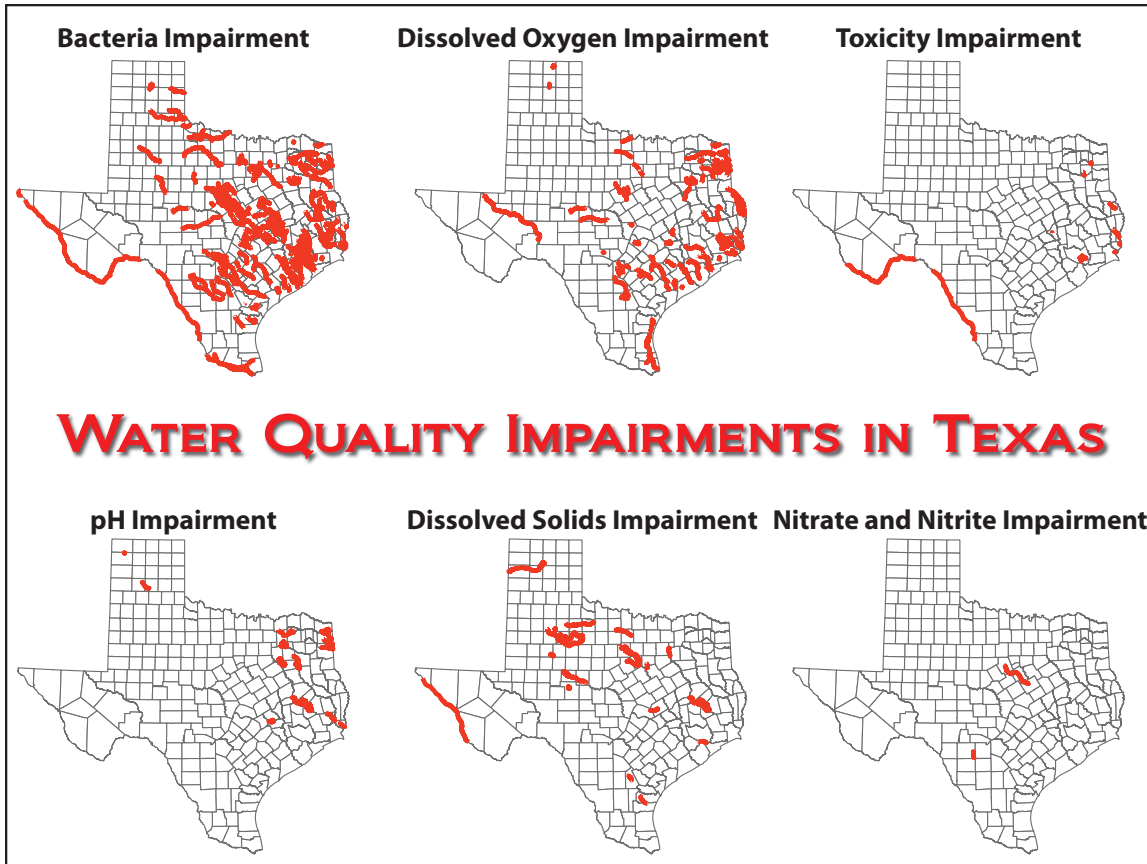 Bacteria Impairment
Dissolved Oxygen Impairment
Toxicity Impairment
Water Quality Impairments in Texas
pH Impairment
Dissolved Solids Impairment
Nitrate and Nitrite Impairment